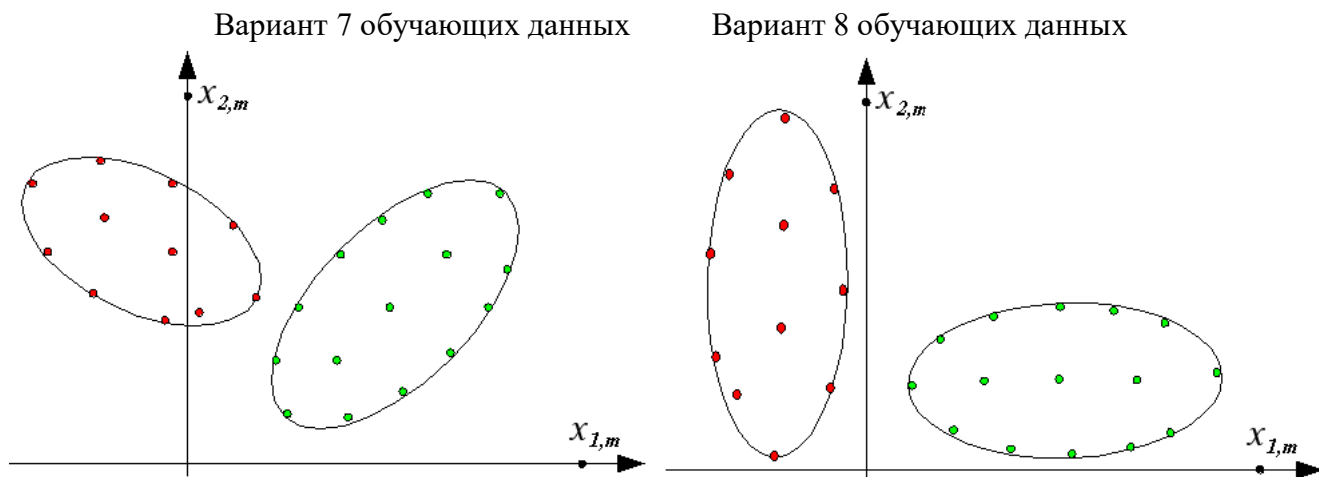 Вариант 7 обучающих данных
Вариант 8 обучающих данных
x2,m
x2,m
x1,m
x1,m